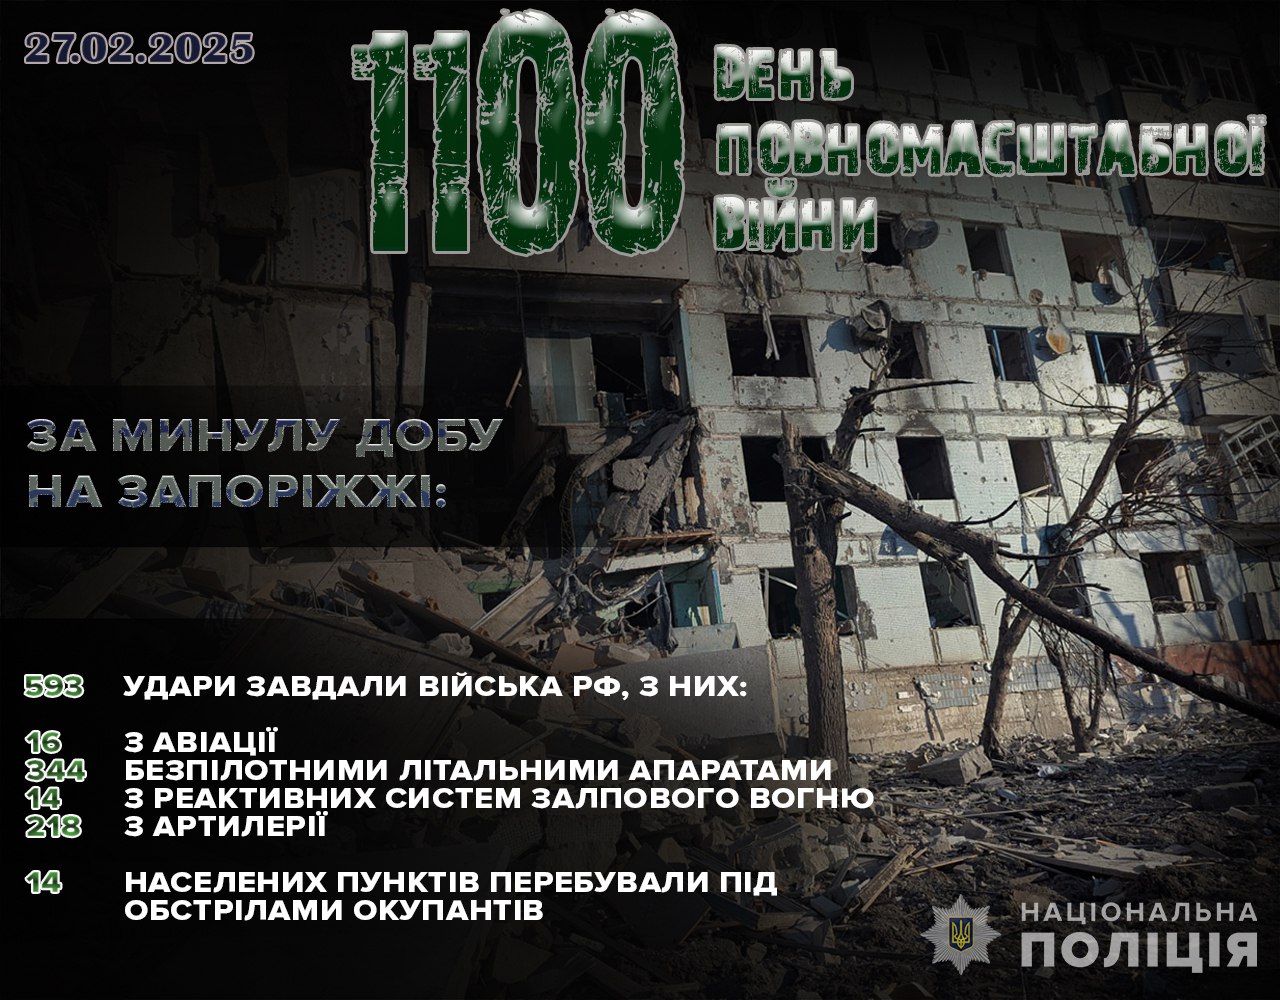 27.02.2025
1100
ДЕНЬ
ПОВНОМАСШТАБНОЇ
ВІЙНИ
ЗА МИНУЛУ ДОБУ
НА ЗАПОРІЖЖІ:
593 УДАРИ ЗАВДАЛИ ВІЙСЬКА РФ, З НИХ:
16 З АВІАЦІЇ
344 БЕЗПІЛОТНИМИ ЛІТАЛЬНИМИ АПАРАТАМИ
14 З РЕАКТИВНИХ СИСТЕМ ЗАЛПОВОГО ВОГНЮ
218 З АРТИЛЕРІЇ
14 НАСЕЛЕНИХ ПУНКТІВ ПЕРЕБУВАЛИ ПІД
ОБСТРІЛАМИ ОКУПАНТІВ
НАЦІОНАЛЬНА
ПОЛІЦІЯ